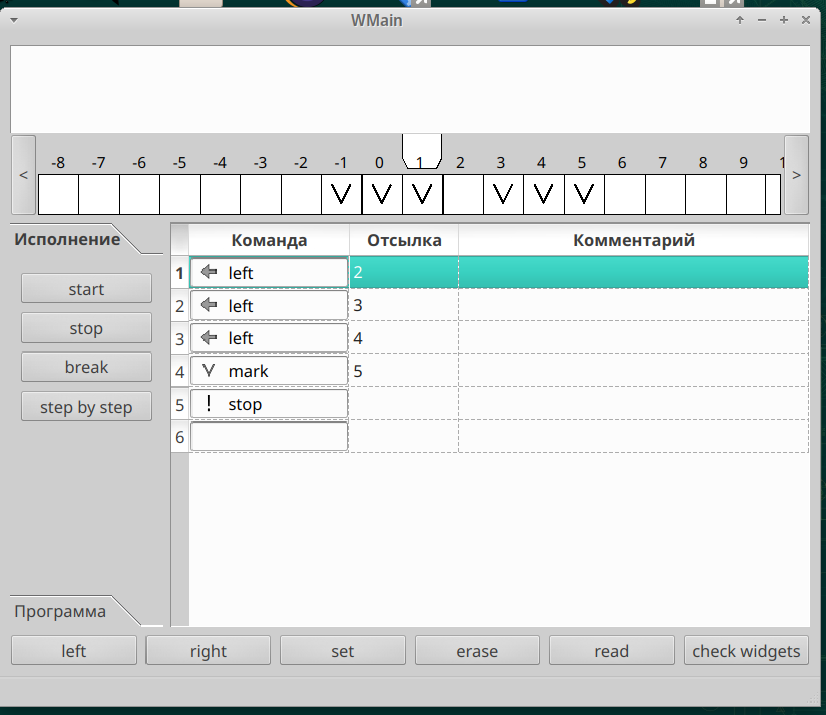 WMain
< -8 -7 -6 -5 -4 -3 -2 -1 0 1 2 3 4 5 6 7 8 9 1 >
V V V V V V
Исполнение
start
stop
break
step by step
Команда Отсылка Комментарий
1 left 2
2 left 3
3 left 4
4 V mark 5
5 ! stop
6
Программа
left right set erase read check widgets